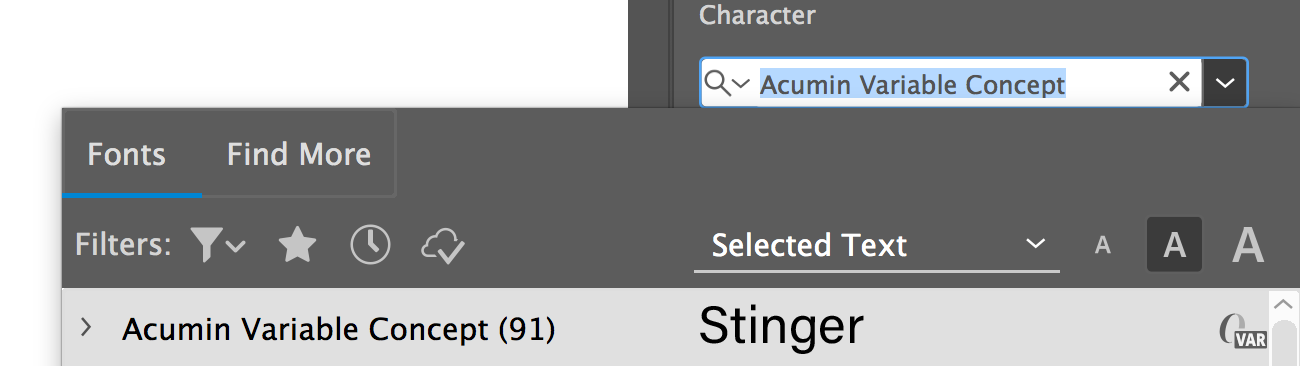 Character
Acumin Variable Concept
Fonts Find More
Filters: Selected Text A A A
Acumin Variable Concept (91) Stinger VAR